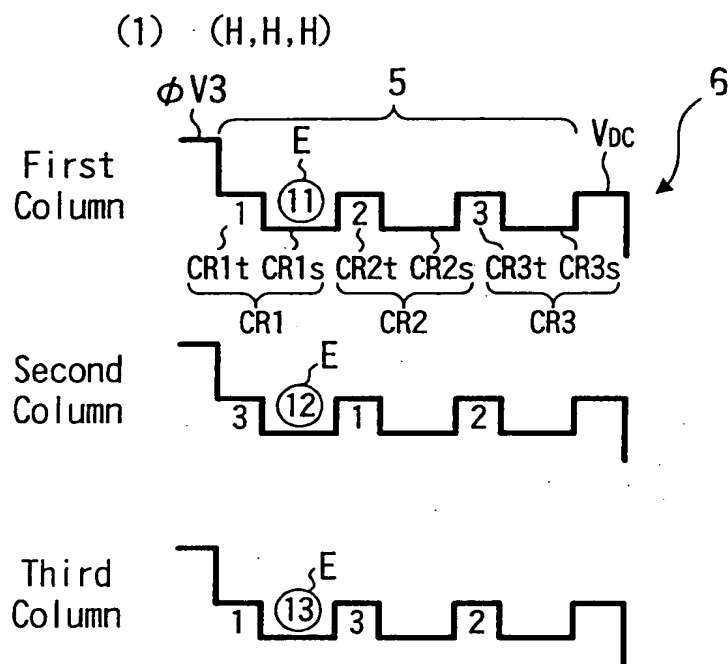 (1) (H,H,H)
φV3 5 6
E VDC
First Column
11
1 2 3
CR1t CR1s CR2t CR2s CR3t CR3s
CR1 CR2 CR3
Second Column
E
12
3 1 2
Third Column
E
13
1 3 2